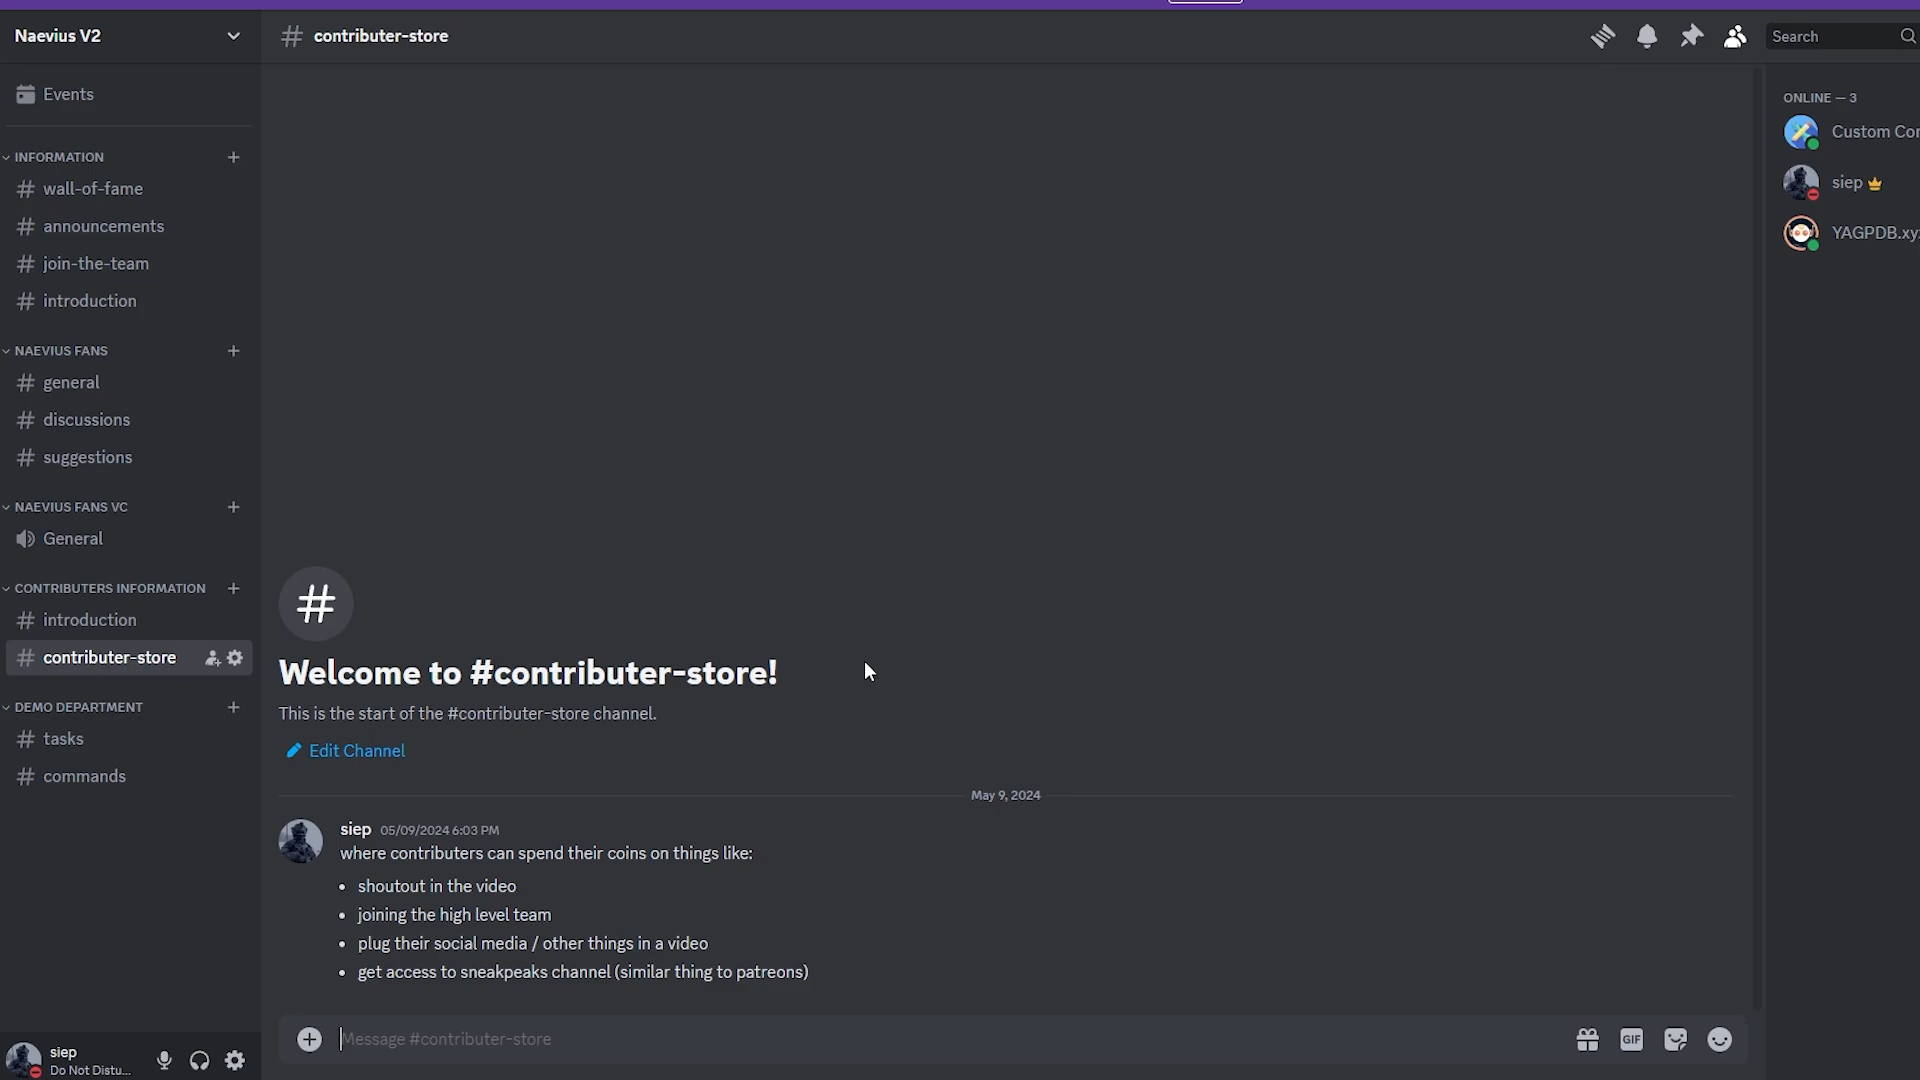 Naevius V2
Events
INFORMATION
wall-of-fame
announcements
join-the-team
introduction
NAEVIUS FANS
general
discussions
suggestions
NAEVIUS FANS VC
General
CONTRIBUTERS INFORMATION
introduction
contributer-store
DEMO DEPARTMENT
tasks
commands
siep
Do Not Distu...
# contributer-store
Search
#
Welcome to #contributer-store!
This is the start of the #contributer-store channel.
Edit Channel
May 9, 2024
siep 05/09/2024 6:03 PM
where contributers can spend their coins on things like:
• shoutout in the video
• joining the high level team
• plug their social media / other things in a video
• get access to sneakpeaks channel (similar thing to patreons)
Message #contributer-store
GIF
ONLINE — 3
Custom Co
siep
YAGPDB.xy